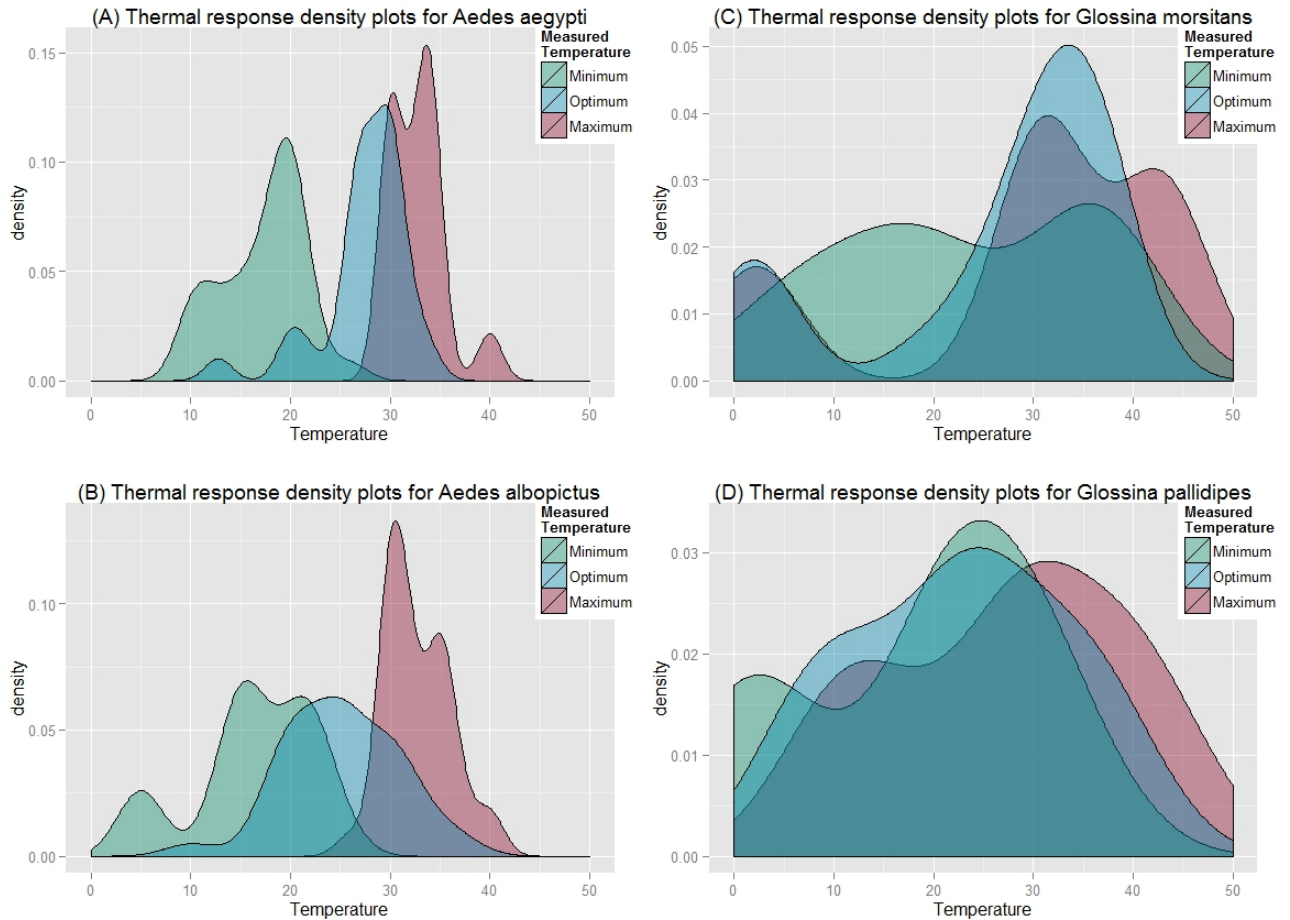 (A) Thermal response density plots for Aedes aegypti
Measured
Temperature
Minimum
Optimum
Maximum
0.15
0.10
0.05
0.00
density
0 10 20 30 40 50
Temperature
(C) Thermal response density plots for Glossina morsitans
Measured
Temperature
Minimum
Optimum
Maximum
0.05
0.04
0.03
0.02
0.01
0.00
density
0 10 20 30 40 50
Temperature
(B) Thermal response density plots for Aedes albopictus
Measured
Temperature
Minimum
Optimum
Maximum
0.10
0.05
0.00
density
0 10 20 30 40 50
Temperature
(D) Thermal response density plots for Glossina pallidipes
Measured
Temperature
Minimum
Optimum
Maximum
0.03
0.02
0.01
0.00
density
0 10 20 30 40 50
Temperature